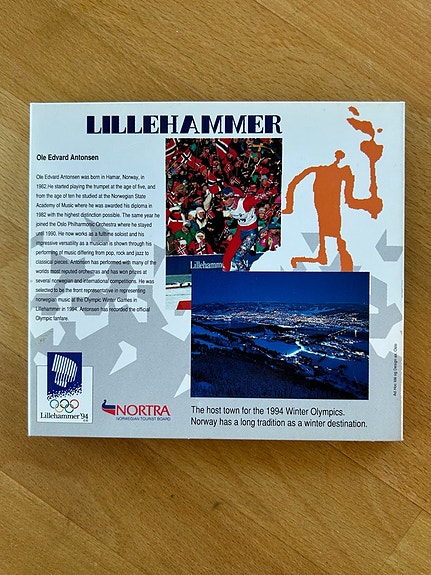 LILLEHAMMER
Ole Edvard Antonsen
Ole Edvard Antonsen was born in Hamar, Norway, in
1962.He started playing the trumpet at the age of five, and
from the age of ten he studied at the Norwegian State
Academy of Music where he was awarded his diploma in
1982 with the highest distinction possible. The same year he
joined the Oslo Philharmonic Orchestra where he stayed
until 1990. He now works as a fulltime soloist and his
impressive versatility as a musician is shown through his
performing of music differing from pop, rock and jazz to
classical pieces. Antonsen has performed with many of the
worlds most reputed orchestras and has won prizes at
several norwegian and international competitions. He was
selected to be the front representative in representing
norwegian music at the Olympic Winter Games in
Lillehammer in 1994. Antonsen has recorded the official
Olympic fanfare.
Lillehammer
Lillehammer'94
NORTRA
NORWEGIAN TOURIST BOARD
The host town for the 1994 Winter Olympics.
Norway has a long tradition as a winter destination.